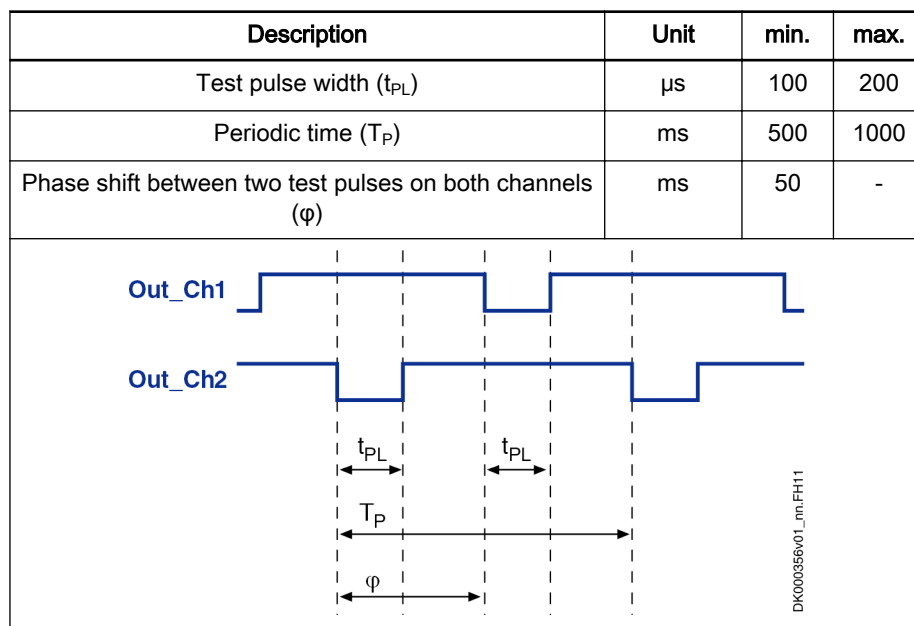 Description Unit min. max.
Test pulse width (tPL) µs 100 200
Periodic time (TP) ms 500 1000
Phase shift between two test pulses on both channels ms 50 -
(φ)
Out_Ch1
Out_Ch2
tPL tPL
TP
φ
DK000356v01_nn.FH11